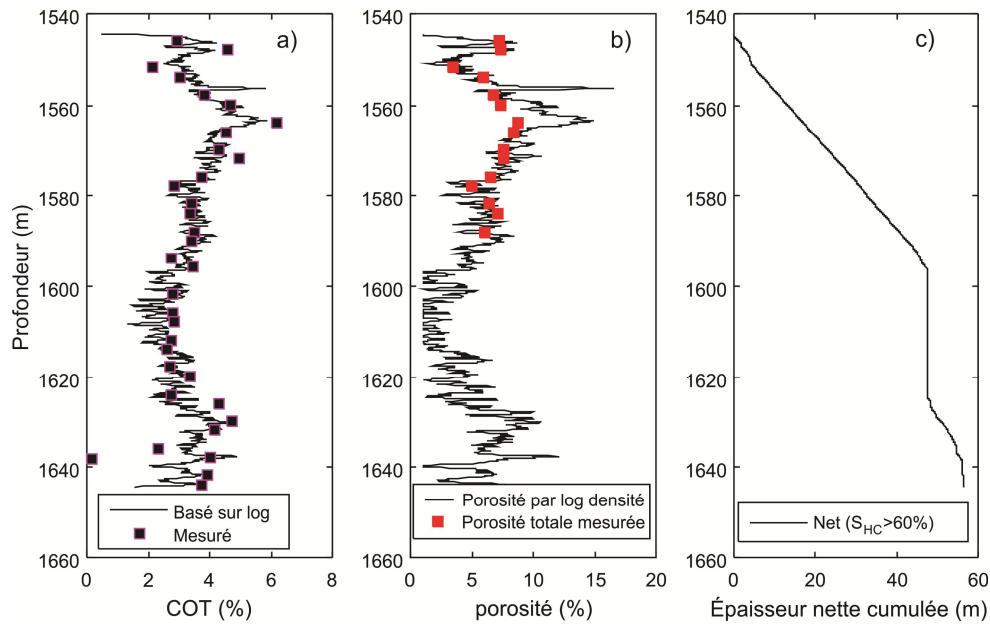 a)
1540
1560
1580
1600
1620
1640
1660
Profondeur (m)
0
2
4
6
8
COT (%)
Basé sur log
Mesuré
b)
1540
1560
1580
1600
1620
1640
1660
0
5
10
15
20
porosité (%)
Porosité par log densité
Porosité totale mesurée
c)
1540
1560
1580
1600
1620
1640
1660
0
20
40
60
Épaisseur nette cumulée (m)
Net (S_HC>60%)